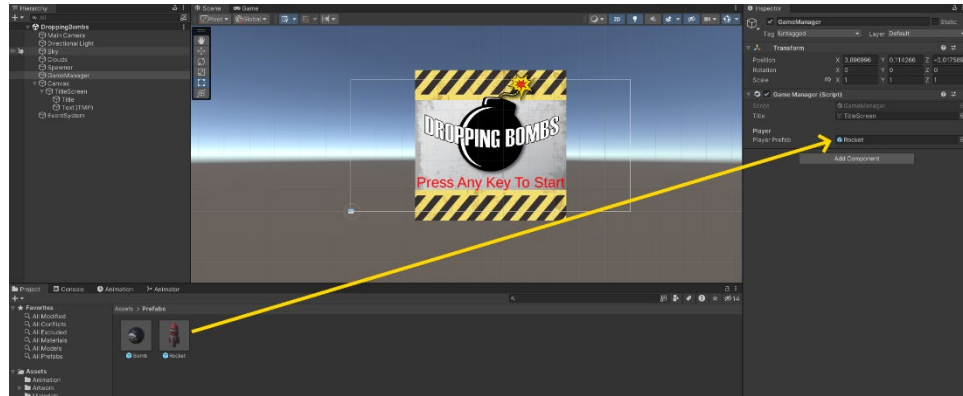 Hierarchy
All
DroppingBombs
Main Camera
Directional Light
Sky
Clouds
Spawner
GameManager
Canvas
TitleScreen
Title
Text (TMP)
EventSystem
Scene Game
Pivot Global
2D
DROPPING BOMBS
Press Any Key To Start
Inspector
GameManager Static
Tag Untagged Layer Default
Transform
Position X 3.896996 Y 0.114266 Z -3.017589
Rotation X 0 Y 0 Z 0
Scale X 1 Y 1 Z 1
Game Manager (Script)
Script GameManager
Title TitleScreen
Player
Player Prefab Rocket
Add Component
Project Console Animation Animator
14
Favorites
All Modified
All Conflicts
All Excluded
All Materials
All Models
All Prefabs
Assets
Animation
Artwork
Materials
Assets > Prefabs
Bomb Rocket